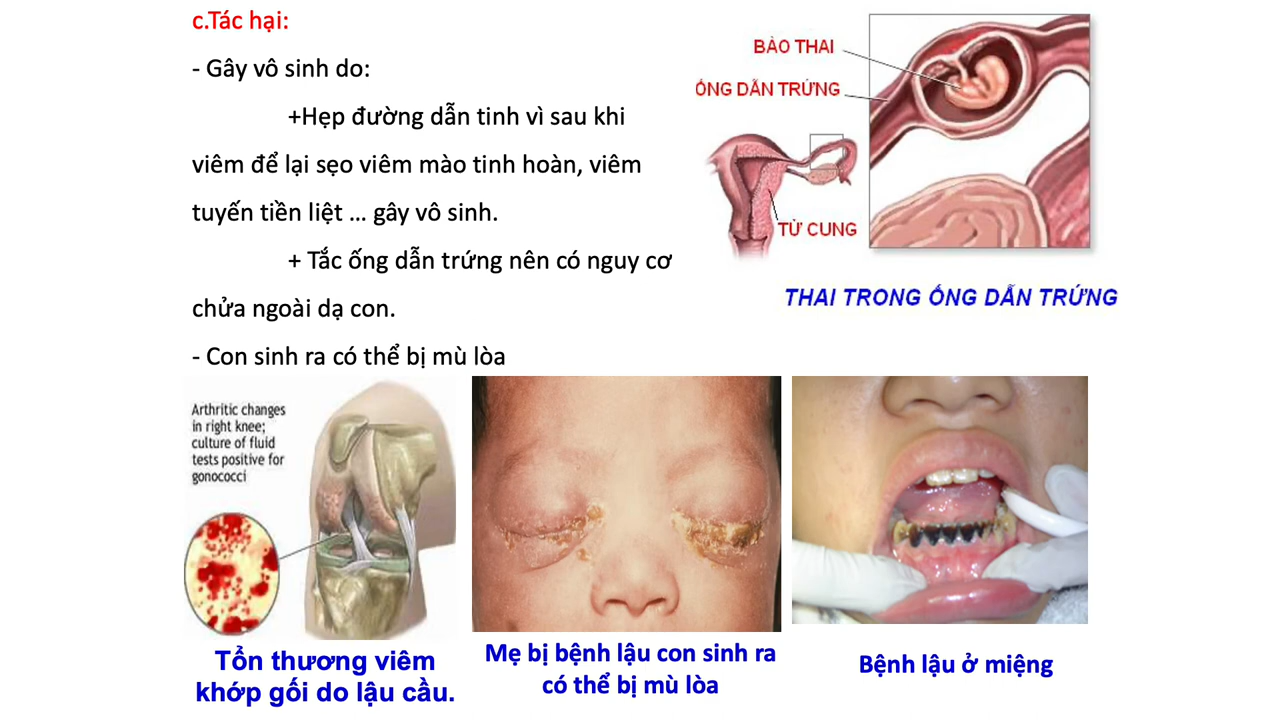 c.Tác hại:
- Gây vô sinh do:
+Hẹp đường dẫn tinh vì sau khi
viêm để lại sẹo viêm mào tinh hoàn, viêm
tuyến tiền liệt ... gây vô sinh.
+ Tắc ống dẫn trứng nên có nguy cơ
chửa ngoài dạ con.
- Con sinh ra có thể bị mù lòa
BÀO THAI
ỐNG DẪN TRỨNG
TỬ CUNG
THAI TRONG ỐNG DẪN TRỨNG
Arthritic changes
in right knee;
culture of fluid
tests positive for
gonococci
Tổn thương viêm
khớp gối do lậu cầu.
Mẹ bị bệnh lậu con sinh ra
có thể bị mù lòa
Bệnh lậu ở miệng